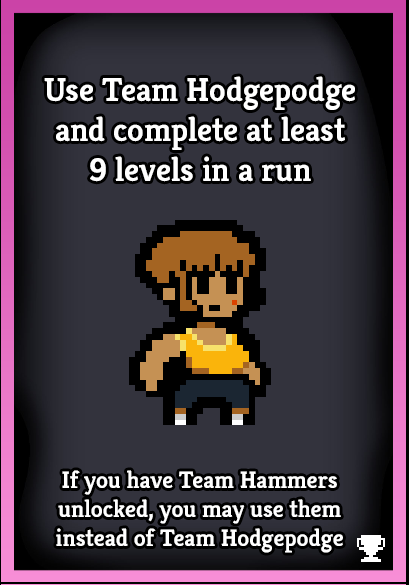 Use Team Hodgepodge
and complete at least
9 levels in a run
If you have Team Hammers
unlocked, you may use them
instead of Team Hodgepodge